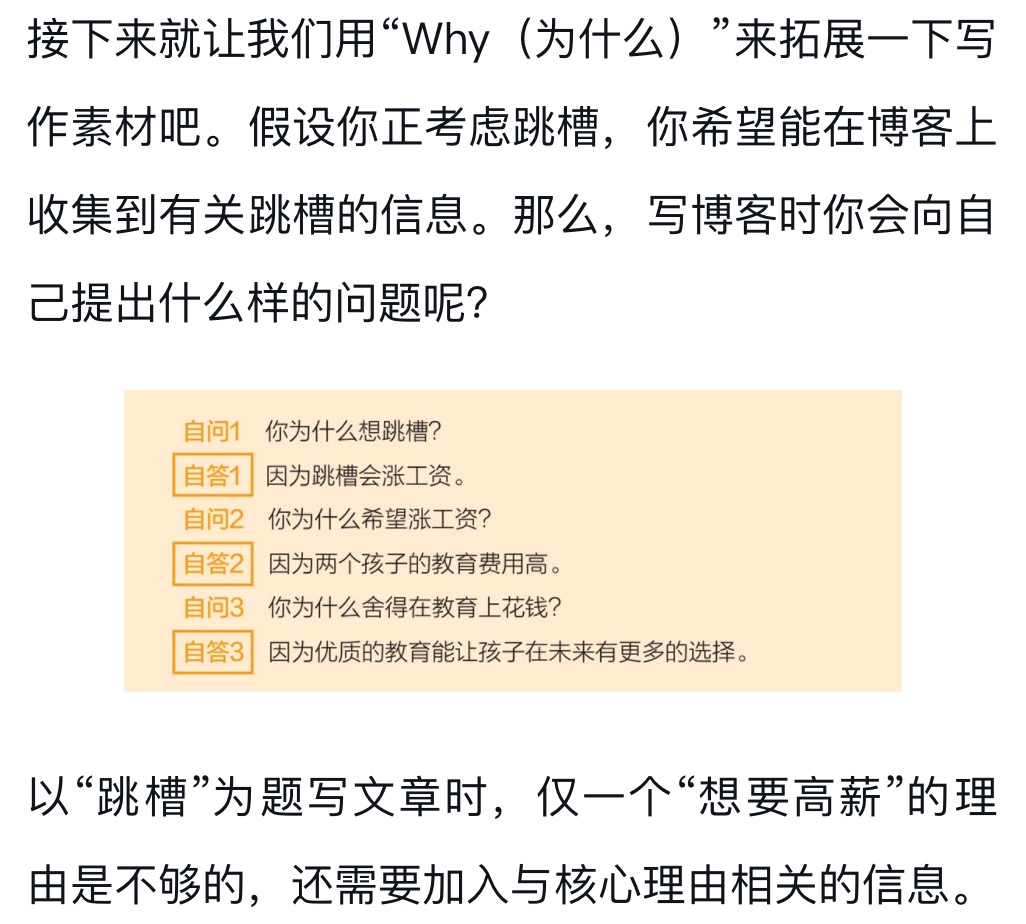 接下来就让我们用“Why（为什么）”来拓展一下写
作素材吧。假设你正考虑跳槽，你希望能在博客上
收集到有关跳槽的信息。那么，写博客时你会向自
己提出什么样的问题呢？
自问1 你为什么想跳槽？
自答1 因为跳槽会涨工资。
自问2 你为什么希望涨工资？
自答2 因为两个孩子的教育费用高。
自问3 你为什么舍得在教育上花钱？
自答3 因为优质的教育能让孩子在未来有更多的选择。
以“跳槽”为题写文章时，仅一个“想要高薪”的理
由是不够的，还需要加入与核心理由相关的信息。